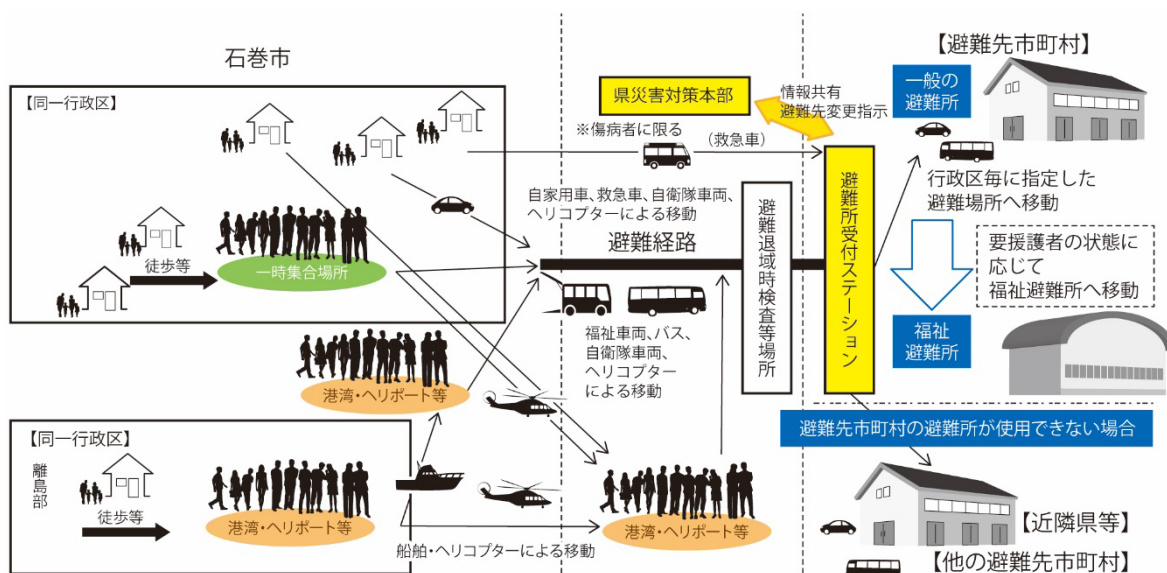 石巻市
【同一行政区】
徒歩等
一時集合場所
県災害対策本部
情報共有
避難先変更指示
※傷病者に限る
（救急車）
自家用車、救急車、自衛隊車両、
ヘリコプターによる移動
避難経路
福祉車両、バス、
自衛隊車両、
ヘリコプター
による移動
避難退域時検査等場所
避難所受付ステーション
【避難先市町村】
一般の
避難所
行政区毎に指定した
避難場所へ移動
要援護者の状態に
応じて
福祉避難所へ移動
福祉
避難所
港湾・ヘリポート等
【同一行政区】
離島部
徒歩等
港湾・ヘリポート等
船舶・ヘリコプターによる移動
港湾・ヘリポート等
避難先市町村の避難所が使用できない場合
【近隣県等】
【他の避難先市町村】